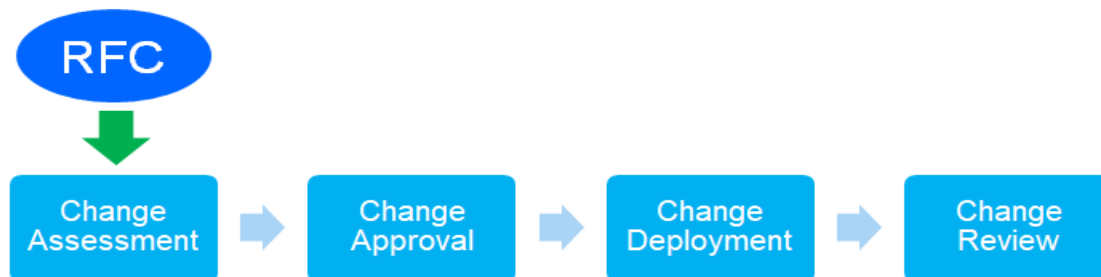 RFC
Change
Assessment
Change
Approval
Change
Deployment
Change
Review